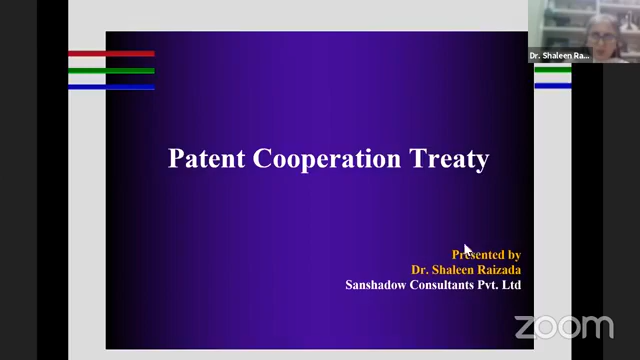 Dr. Shaleen Ra...
Patent Cooperation Treaty
Presented by
Dr. Shaleen Raizada
Sanshadow Consultants Pvt. Ltd
zoom